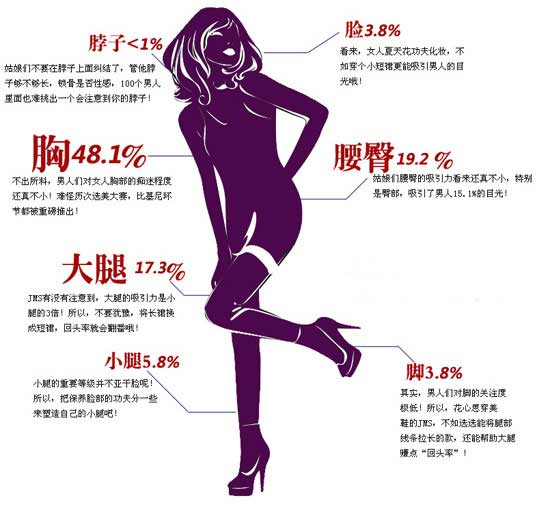 脖子<1%
姑娘们不要在脖子上面纠结了，管他脖
子够不够长，锁骨是否性感，100个男人
里面也难挑出一个会注意到你的脖子！
脸3.8%
看来，女人夏天花功夫化妆，不
如穿个小短裙更能吸引男人的目
光哦！
胸48.1%
不出所料，男人们对女人胸部的痴迷程度
还真不小！难怪历次选美大赛，比基尼环
节都被重磅推出！
腰臀19.2 %
姑娘们腰臀的吸引力看来还真不小，特别
是臀部，吸引了男人15.1%的目光！
大腿 17.3%
JMS有没有注意到，大腿的吸引力是小
腿的3倍！所以，不要犹豫，将长裙换
成短裙，回头率就会翻番哦！
小腿5.8%
小腿的重要等级并不亚于脸呢！
所以，把保养脸部的功夫分一些
来塑造自己的小腿吧！
脚3.8%
其实，男人们对脚的关注度
极低！所以，花心思穿美
鞋的JMS，不如选选能将腿部
线条拉长的款，还能帮助大腿
赚点“回头率”！